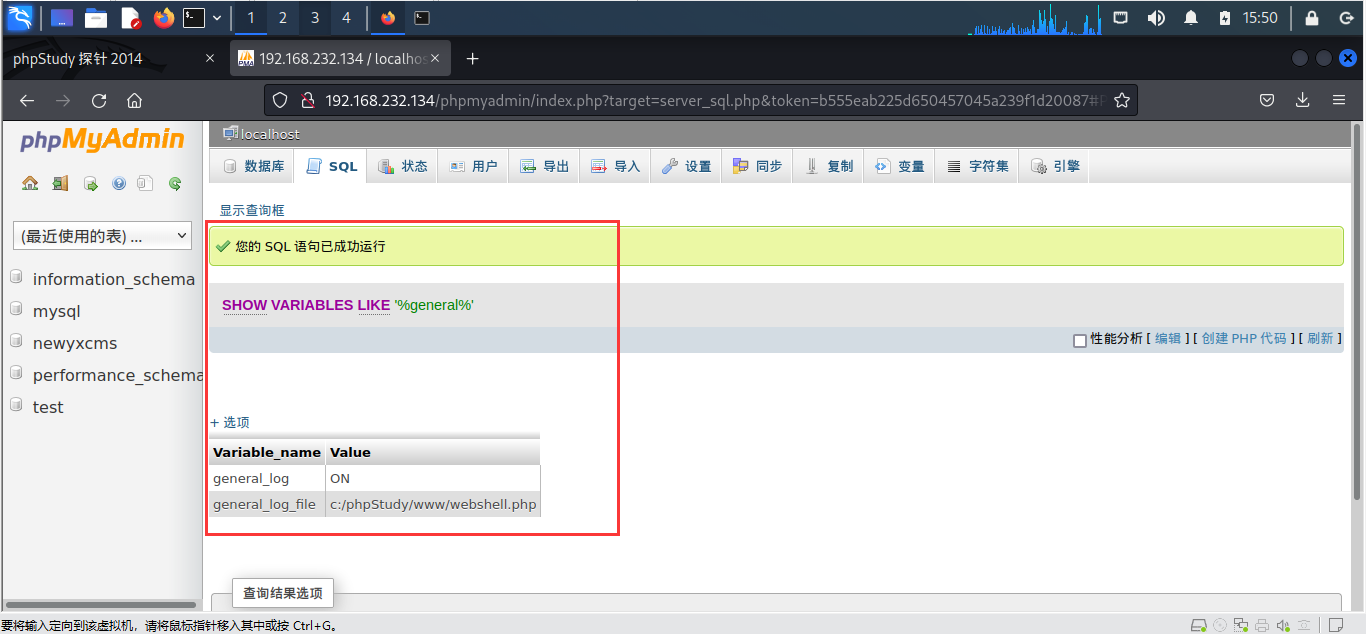 1 2 3 4 15:50
phpStudy 探针 2014 192.168.232.134 / localhos
192.168.232.134/phpmyadmin/index.php?target=server_sql.php&token=b555eab225d650457045a239f1d20087#
phpMyAdmin
(最近使用的表) ...
information_schema
mysql
newyxcms
performance_schema
test
localhost
数据库 SQL 状态 用户 导出 导入 设置 同步 复制 变量 字符集 引擎
显示查询框
您的 SQL 语句已成功运行
SHOW VARIABLES LIKE '%general%'
性能分析 [ 编辑 ] [ 创建 PHP 代码 ] [ 刷新 ]
+ 选项
Variable_name Value
general_log ON
general_log_file c:/phpStudy/www/webshell.php
查询结果选项
要将输入定向到该虚拟机，请将鼠标指针移入其中或按 Ctrl+G。